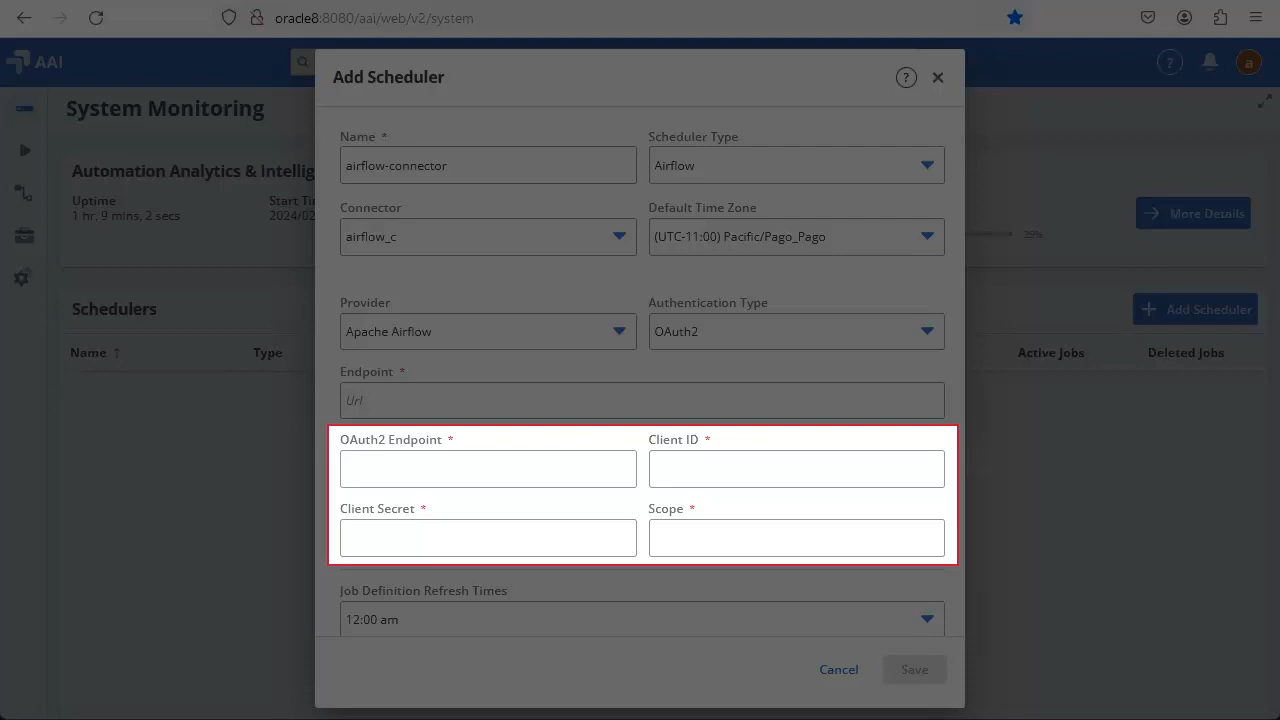 oracle8:8080/aai/web/v2/system
AAI
Add Scheduler
?
?
a
System Monitoring
Name *
Scheduler Type
airflow-connector
Airflow
Automation Analytics & Intellig
Uptime
Start Ti
1 hr, 9 mins, 2 secs
2024/02
Connector
Default Time Zone
airflow_c
(UTC-11:00) Pacific/Pago_Pago
More Details
25%
Schedulers
Provider
Authentication Type
Apache Airflow
OAuth2
Add Scheduler
Name
Type
Active Jobs
Deleted Jobs
Endpoint *
Url
OAuth2 Endpoint *
Client ID *
Client Secret *
Scope *
Job Definition Refresh Times
12:00 am
Cancel
Save